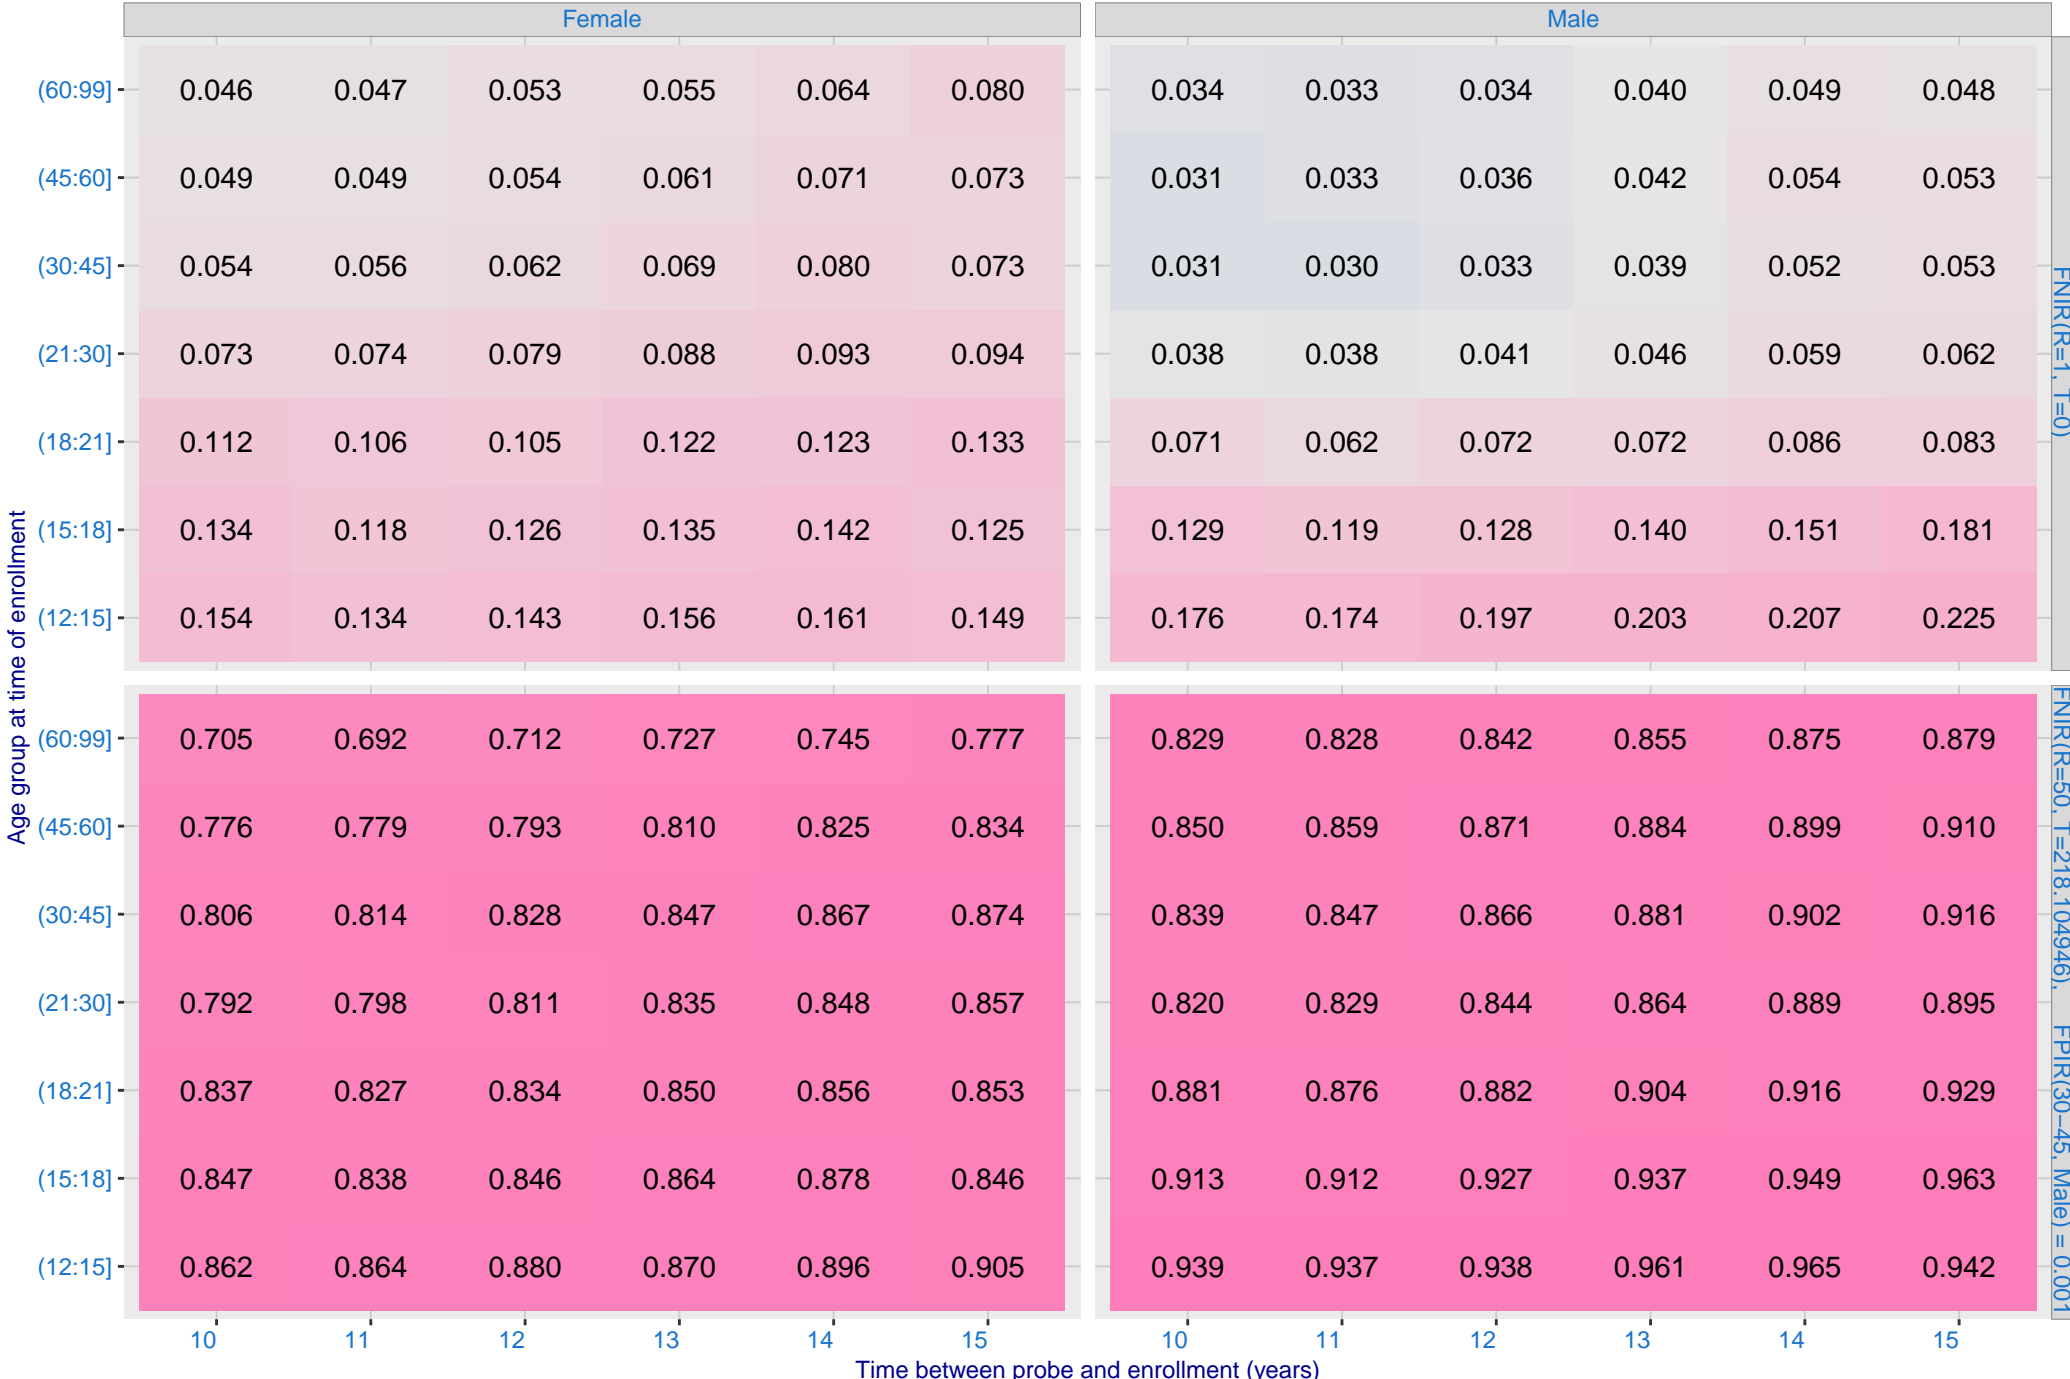 Female Male
(60:99] 0.046 0.047 0.053 0.055 0.064 0.080 0.034 0.033 0.034 0.040 0.049 0.048
(45:60] 0.049 0.049 0.054 0.061 0.071 0.073 0.031 0.033 0.036 0.042 0.054 0.053
(30:45] 0.054 0.056 0.062 0.069 0.080 0.073 0.031 0.030 0.033 0.039 0.052 0.053
(21:30] 0.073 0.074 0.079 0.088 0.093 0.094 0.038 0.038 0.041 0.046 0.059 0.062
(18:21] 0.112 0.106 0.105 0.122 0.123 0.133 0.071 0.062 0.072 0.072 0.086 0.083
(15:18] 0.134 0.118 0.126 0.135 0.142 0.125 0.129 0.119 0.128 0.140 0.151 0.181
(12:15] 0.154 0.134 0.143 0.156 0.161 0.149 0.176 0.174 0.197 0.203 0.207 0.225
FNIR(R=1, T=0)
(60:99] 0.705 0.692 0.712 0.727 0.745 0.777 0.829 0.828 0.842 0.855 0.875 0.879
(45:60] 0.776 0.779 0.793 0.810 0.825 0.834 0.850 0.859 0.871 0.884 0.899 0.910
(30:45] 0.806 0.814 0.828 0.847 0.867 0.874 0.839 0.847 0.866 0.881 0.902 0.916
(21:30] 0.792 0.798 0.811 0.835 0.848 0.857 0.820 0.829 0.844 0.864 0.889 0.895
(18:21] 0.837 0.827 0.834 0.850 0.856 0.853 0.881 0.876 0.882 0.904 0.916 0.929
(15:18] 0.847 0.838 0.846 0.864 0.878 0.846 0.913 0.912 0.927 0.937 0.949 0.963
(12:15] 0.862 0.864 0.880 0.870 0.896 0.905 0.939 0.937 0.938 0.961 0.965 0.942
FNIR(R=50, T=218.104946), FPIR(30−45, Male) = 0.001
10 11 12 13 14 15 10 11 12 13 14 15
Time between probe and enrollment (years)
Age group at time of enrollment